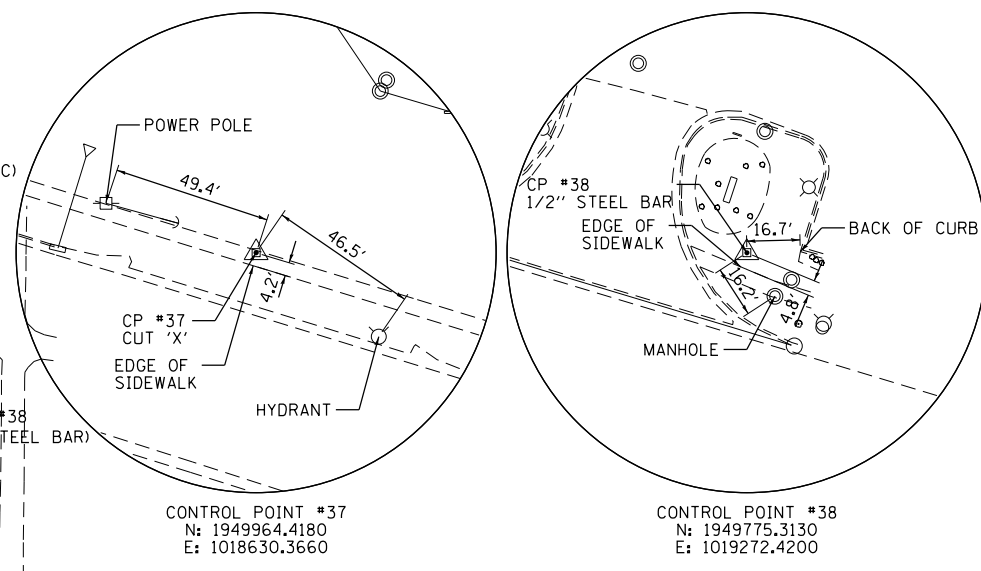 C)
POWER POLE
49.4'
46.5'
4.2'
CP #37
CUT 'X'
EDGE OF
SIDEWALK
HYDRANT
#38
TEEL BAR)
CONTROL POINT #37
N: 1949964.4180
E: 1018630.3660
CP #38
1/2'' STEEL BAR
EDGE OF
SIDEWALK
16.7'
BACK OF CURB
16.2'
4.8'
MANHOLE
CONTROL POINT #38
N: 1949775.3130
E: 1019272.4200